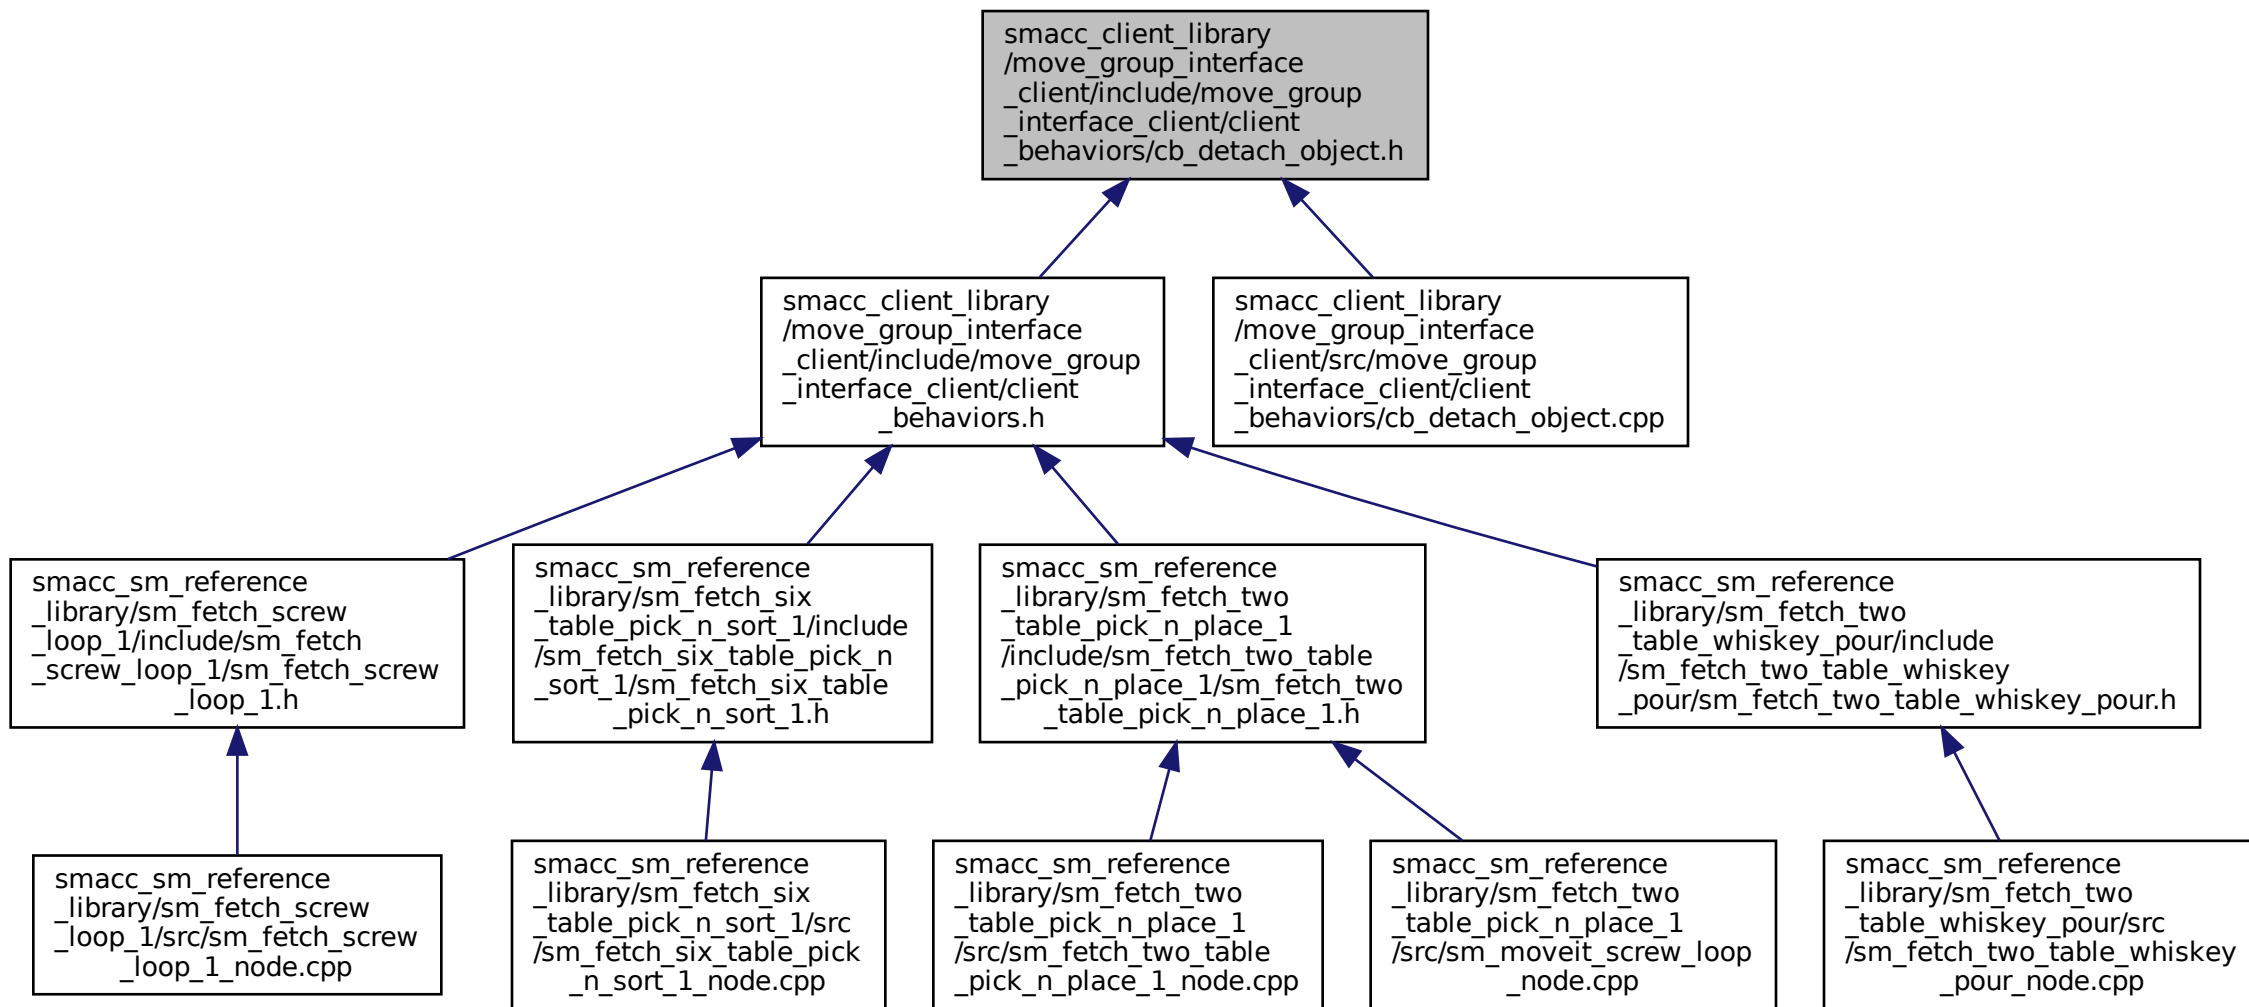 smacc_client_library
/move_group_interface
_client/include/move_group
_interface_client/client
_behaviors/cb_detach_object.h
smacc_client_library
/move_group_interface
_client/include/move_group
_interface_client/client
_behaviors.h
smacc_client_library
/move_group_interface
_client/src/move_group
_interface_client/client
_behaviors/cb_detach_object.cpp
smacc_sm_reference
_library/sm_fetch_screw
_loop_1/include/sm_fetch
_screw_loop_1/sm_fetch_screw
_loop_1.h
smacc_sm_reference
_library/sm_fetch_six
_table_pick_n_sort_1/include
/sm_fetch_six_table_pick_n
_sort_1/sm_fetch_six_table
_pick_n_sort_1.h
smacc_sm_reference
_library/sm_fetch_two
_table_pick_n_place_1
/include/sm_fetch_two_table
_pick_n_place_1/sm_fetch_two
_table_pick_n_place_1.h
smacc_sm_reference
_library/sm_fetch_two
_table_whiskey_pour/include
/sm_fetch_two_table_whiskey
_pour/sm_fetch_two_table_whiskey_pour.h
smacc_sm_reference
_library/sm_fetch_screw
_loop_1/src/sm_fetch_screw
_loop_1_node.cpp
smacc_sm_reference
_library/sm_fetch_six
_table_pick_n_sort_1/src
/sm_fetch_six_table_pick
_n_sort_1_node.cpp
smacc_sm_reference
_library/sm_fetch_two
_table_pick_n_place_1
/src/sm_fetch_two_table
_pick_n_place_1_node.cpp
smacc_sm_reference
_library/sm_fetch_two
_table_pick_n_place_1
/src/sm_moveit_screw_loop
_node.cpp
smacc_sm_reference
_library/sm_fetch_two
_table_whiskey_pour/src
/sm_fetch_two_table_whiskey
_pour_node.cpp